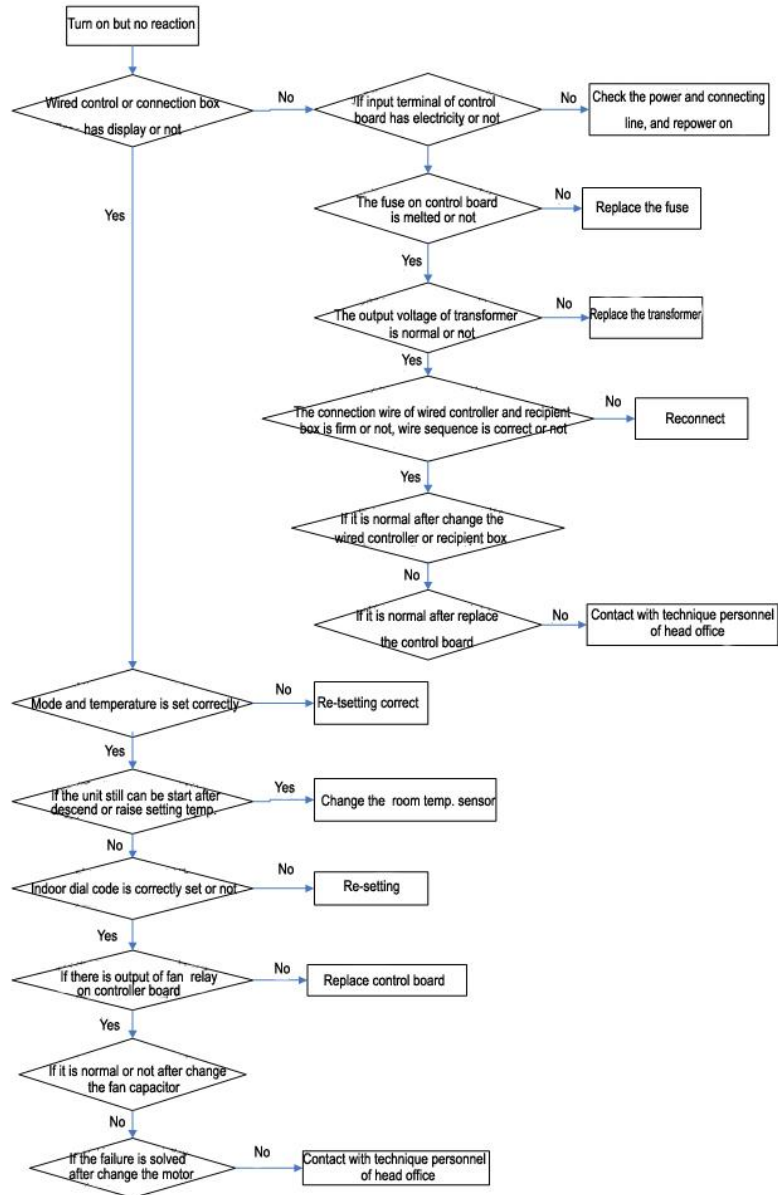 Turn on but no reaction
Wired control or connection box
has display or not
No
If input terminal of control
board has electricity or not
No
Check the power and connecting
line, and repower on
Yes
The fuse on control board
is melted or not
No
Replace the fuse
Yes
The output voltage of transformer
is normal or not
No
Replace the transformer
Yes
The connection wire of wired controller and recipient
box is firm or not, wire sequence is correct or not
No
Reconnect
Yes
If it is normal after change the
wired controller or recipient box
No
If it is normal after replace
the control board
No
Contact with technique personnel
of head office
Mode and temperature is set correctly
No
Re-tsetting correct
Yes
If the unit still can be start after
descend or raise setting temp.
Yes
Change the room temp. sensor
No
Indoor dial code is correctly set or not
No
Re-setting
Yes
If there is output of fan relay
on controller board
No
Replace control board
Yes
If it is normal or not after change
the fan capacitor
No
If the failure is solved
after change the motor
No
Contact with technique personnel
of head office